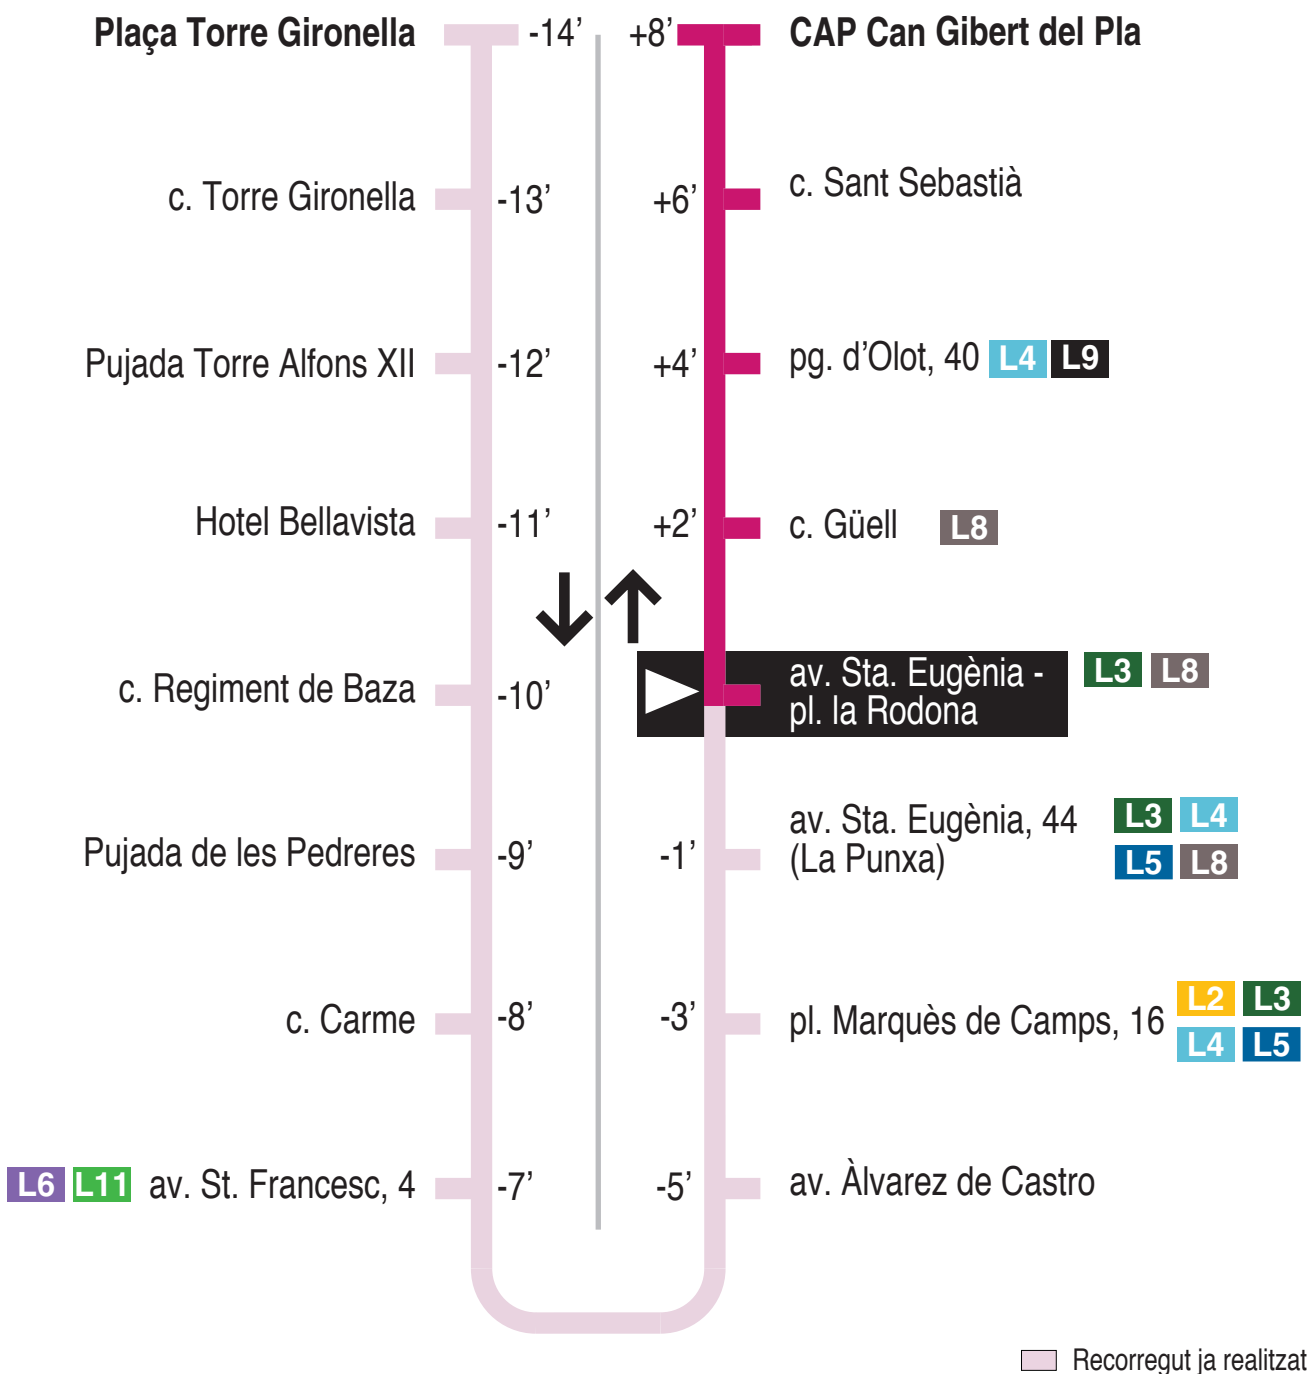 Plaça Torre Gironella -14’
c. Torre Gironella -13’
Pujada Torre Alfons XII -12’
Hotel Bellavista -11’
c. Regiment de Baza -10’
Pujada de les Pedreres -9’
c. Carme -8’
L6 L11 av. St. Francesc, 4 -7’
+8’ CAP Can Gibert del Pla
+6’ c. Sant Sebastià
+4’ pg. d’Olot, 40 L4 L9
+2’ c. Güell L8
av. Sta. Eugènia - L3 L8
pl. la Rodona
av. Sta. Eugènia, 44 L3 L4
-1’ (La Punxa) L5 L8
L2 L3
-3’ pl. Marquès de Camps, 16
L4 L5
-5’ av. Àlvarez de Castro
Recorregut ja realitzat